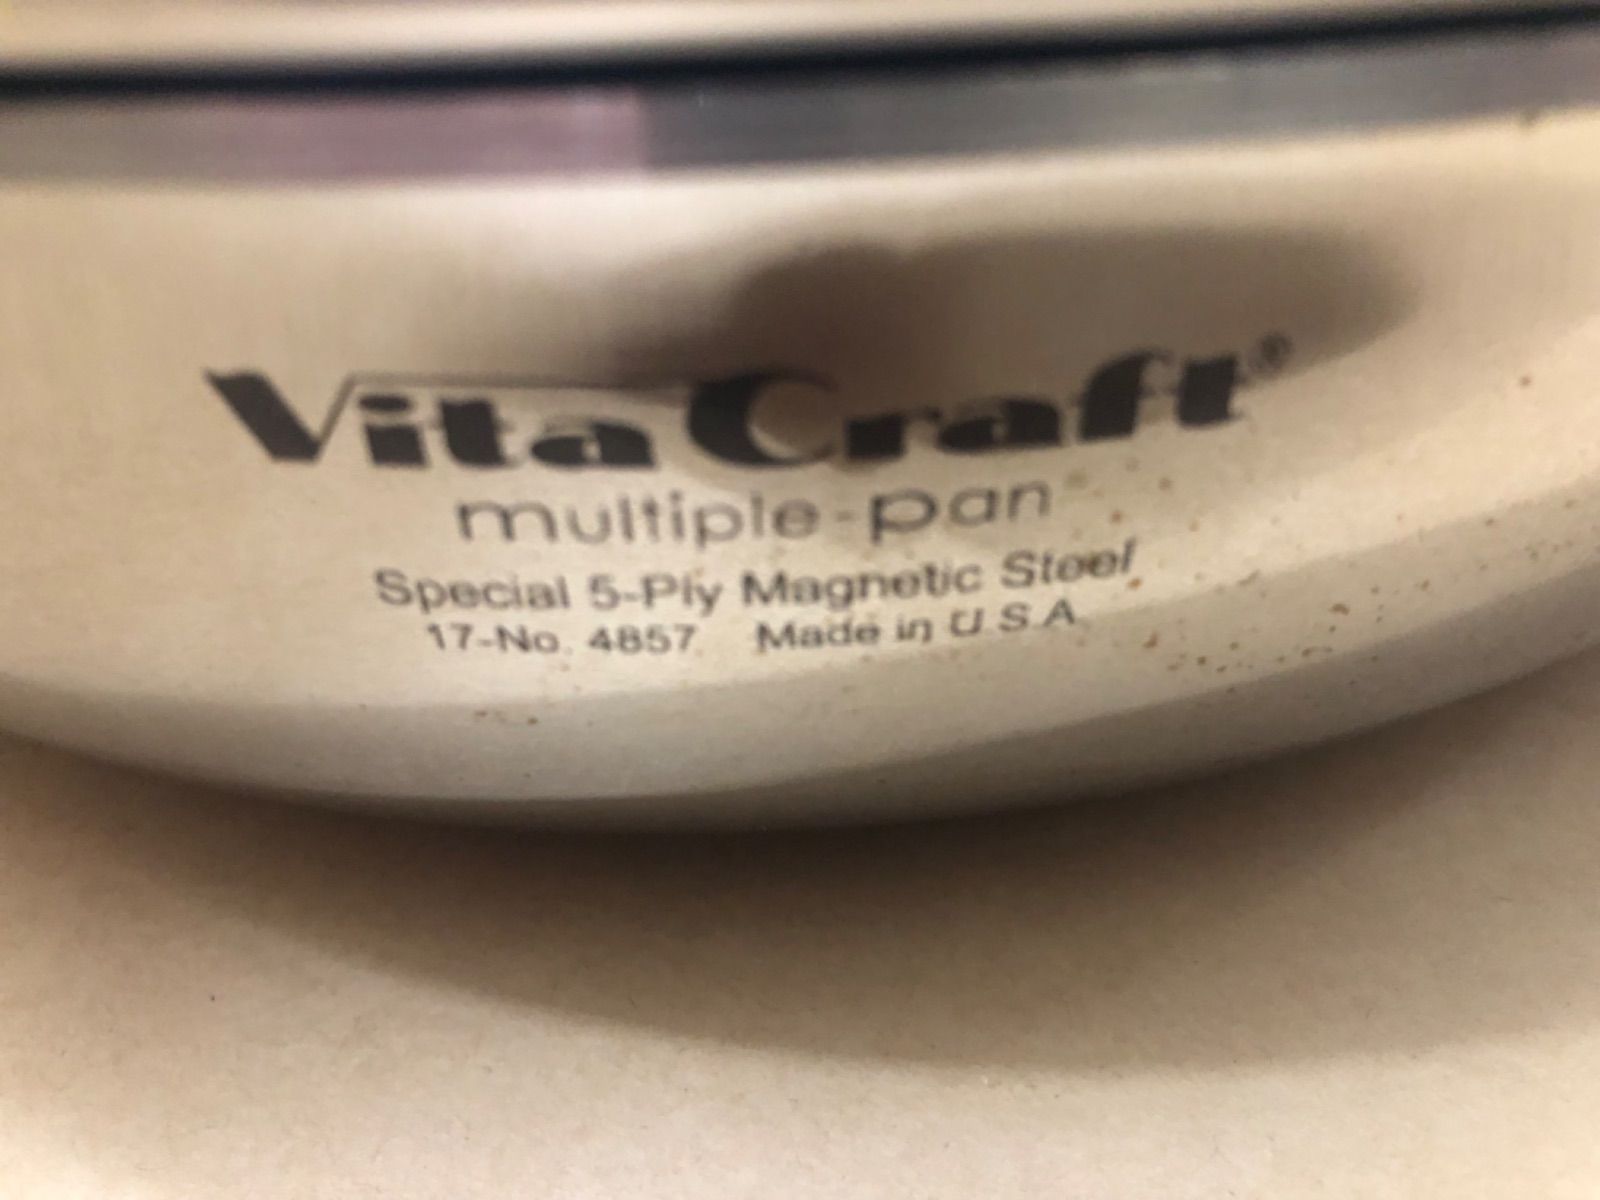 Vita Craft®
multiple-pan
Special 5-Ply Magnetic Steel
17-No. 4857 Made in U S A